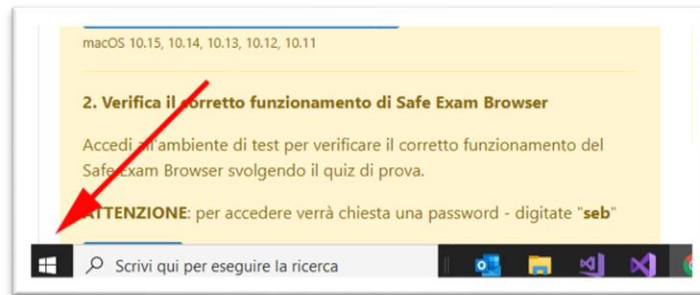 macOS 10.15, 10.14, 10.13, 10.12, 10.11
2. Verifica il corretto funzionamento di Safe Exam Browser
Accedi all'ambiente di test per verificare il corretto funzionamento del
Safe Exam Browser svolgendo il quiz di prova.
ATTENZIONE: per accedere verrà chiesta una password - digitate "seb"
Scrivi qui per eseguire la ricerca